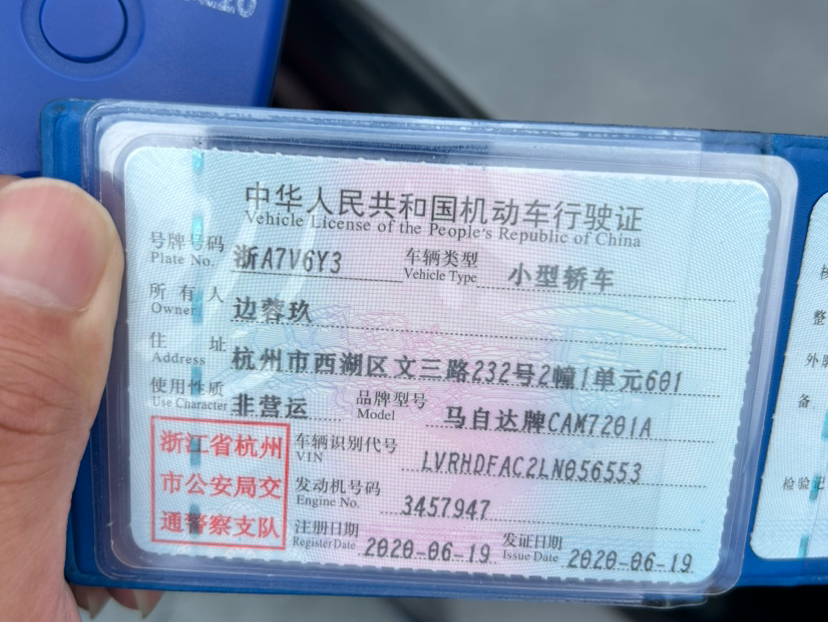 中华人民共和国机动车行驶证
Vehicle License of the People's Republic of China
号牌号码 浙A7V6Y3 车辆类型 小型轿车
Plate No. Vehicle Type
所有人 边蓉玖
Owner
住址 杭州市西湖区文三路232号2幢1单元601
Address
使用性质 非营运 品牌型号 马自达牌CAM7201A
Use Character Model
浙江省杭州
市公安局交
通警察支队
车辆识别代号 LVRHDFAC2LN056553
VIN
发动机号码 3457947
Engine No.
注册日期 2020-06-19 发证日期 2020-06-19
Register Date Issue Date
整
外
备
检验